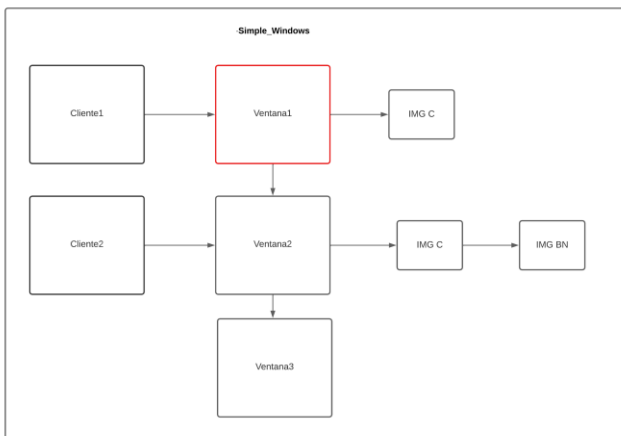 ·Simple_Windows
Cliente1
Ventana1
IMG C
Cliente2
Ventana2
IMG C
IMG BN
Ventana3